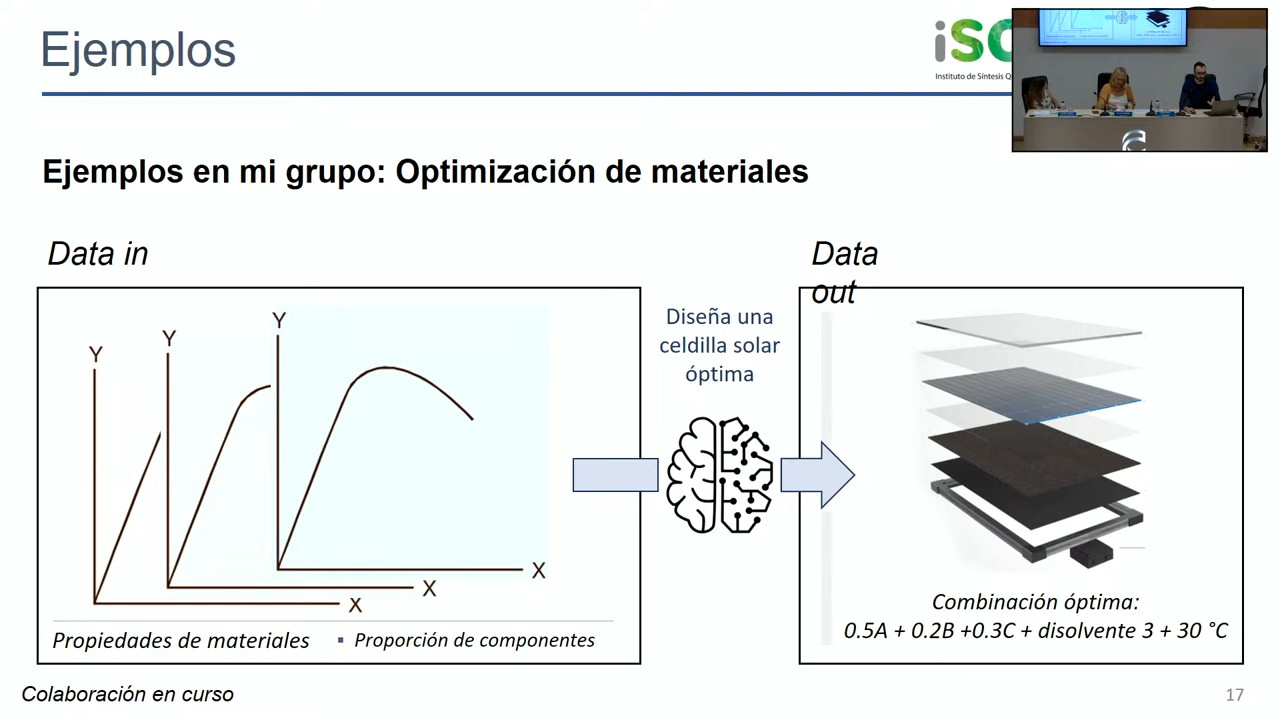 Ejemplos
iSQ
Instituto de Síntesis Q
Ejemplos en mi grupo: Optimización de materiales
Data in
Data
out
Diseña una
celdilla solar
óptima
Y
Y
Y
X
X
X
Propiedades de materiales
▪ Proporción de componentes
Combinación óptima:
0.5A + 0.2B +0.3C + disolvente 3 + 30 °C
Colaboración en curso
17